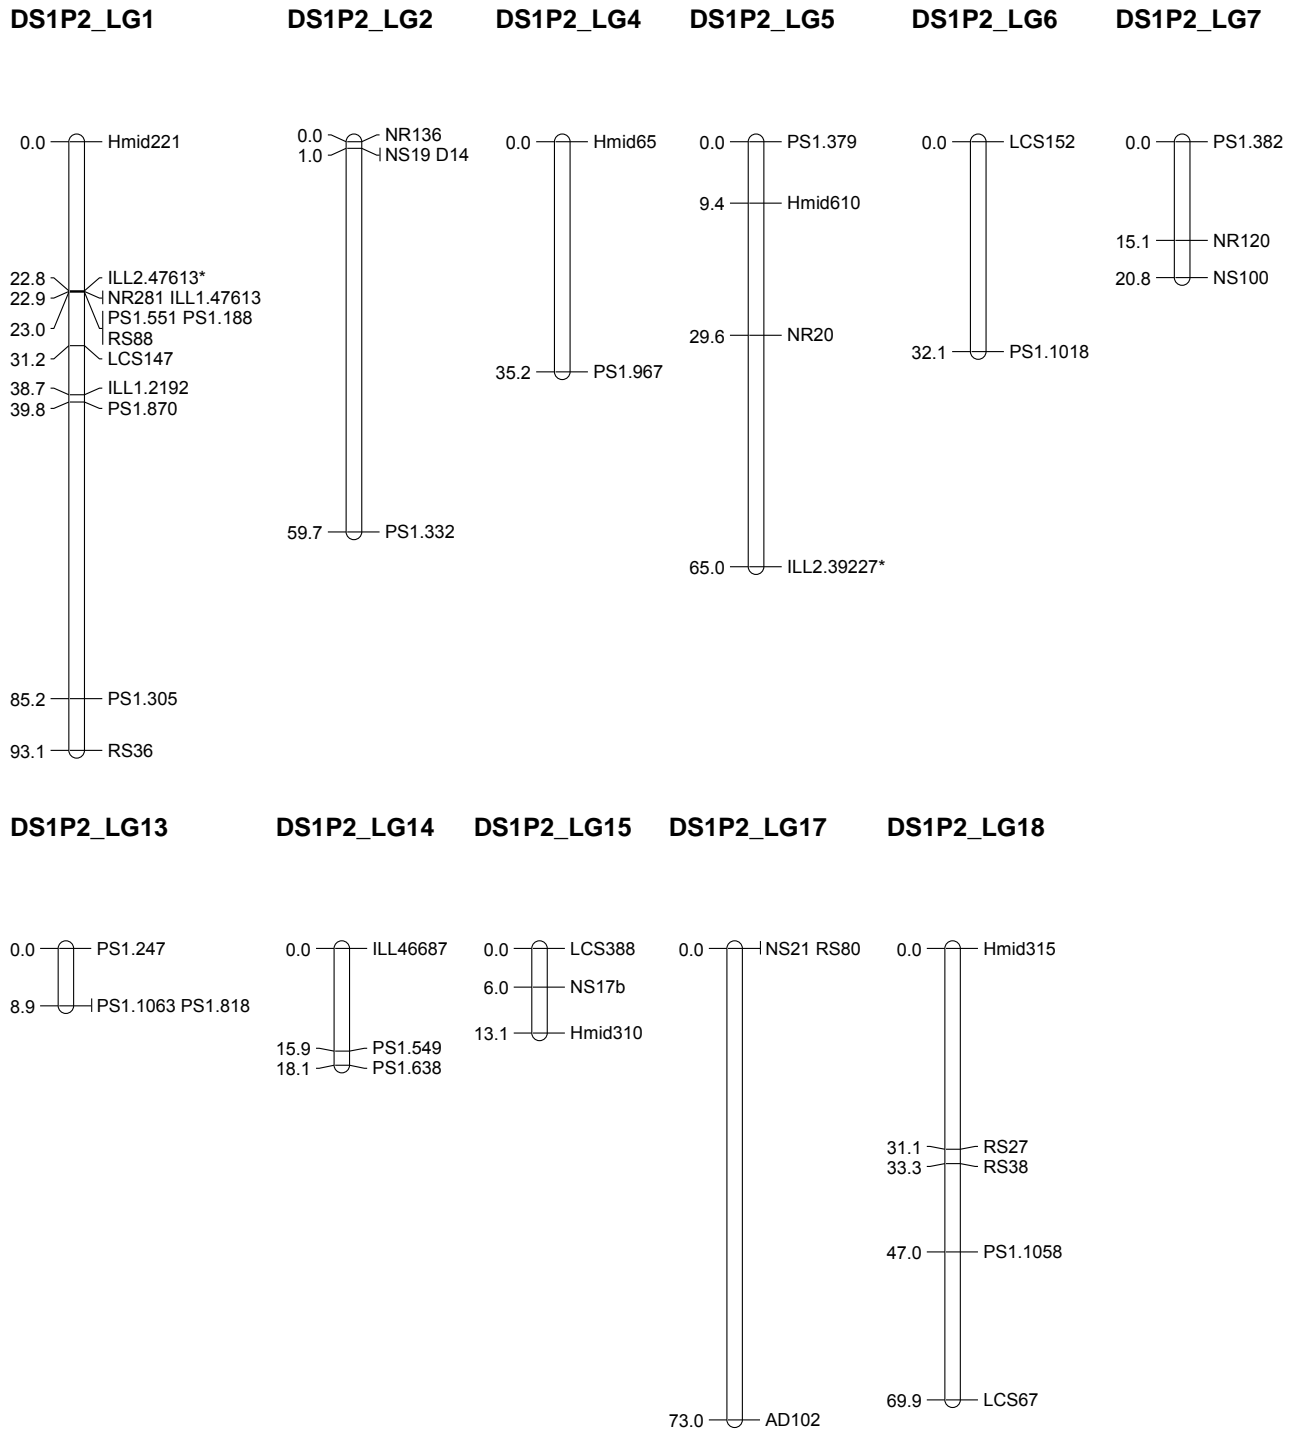 DS1P2_LG1 DS1P2_LG2 DS1P2_LG4 DS1P2_LG5 DS1P2_LG6 DS1P2_LG7
0.0 Hmid221
22.8 ILL2.47613*
22.9 NR281 ILL1.47613
PS1.551 PS1.188
23.0 RS88
31.2 LCS147
38.7 ILL1.2192
39.8 PS1.870
85.2 PS1.305
93.1 RS36
0.0 NR136
1.0 NS19 D14
59.7 PS1.332
0.0 Hmid65
35.2 PS1.967
0.0 PS1.379
9.4 Hmid610
29.6 NR20
65.0 ILL2.39227*
0.0 LCS152
32.1 PS1.1018
0.0 PS1.382
15.1 NR120
20.8 NS100
DS1P2_LG13 DS1P2_LG14 DS1P2_LG15 DS1P2_LG17 DS1P2_LG18
0.0 PS1.247
8.9 PS1.1063 PS1.818
0.0 ILL46687
15.9 PS1.549
18.1 PS1.638
0.0 LCS388
6.0 NS17b
13.1 Hmid310
0.0 NS21 RS80
73.0 AD102
0.0 Hmid315
31.1 RS27
33.3 RS38
47.0 PS1.1058
69.9 LCS67